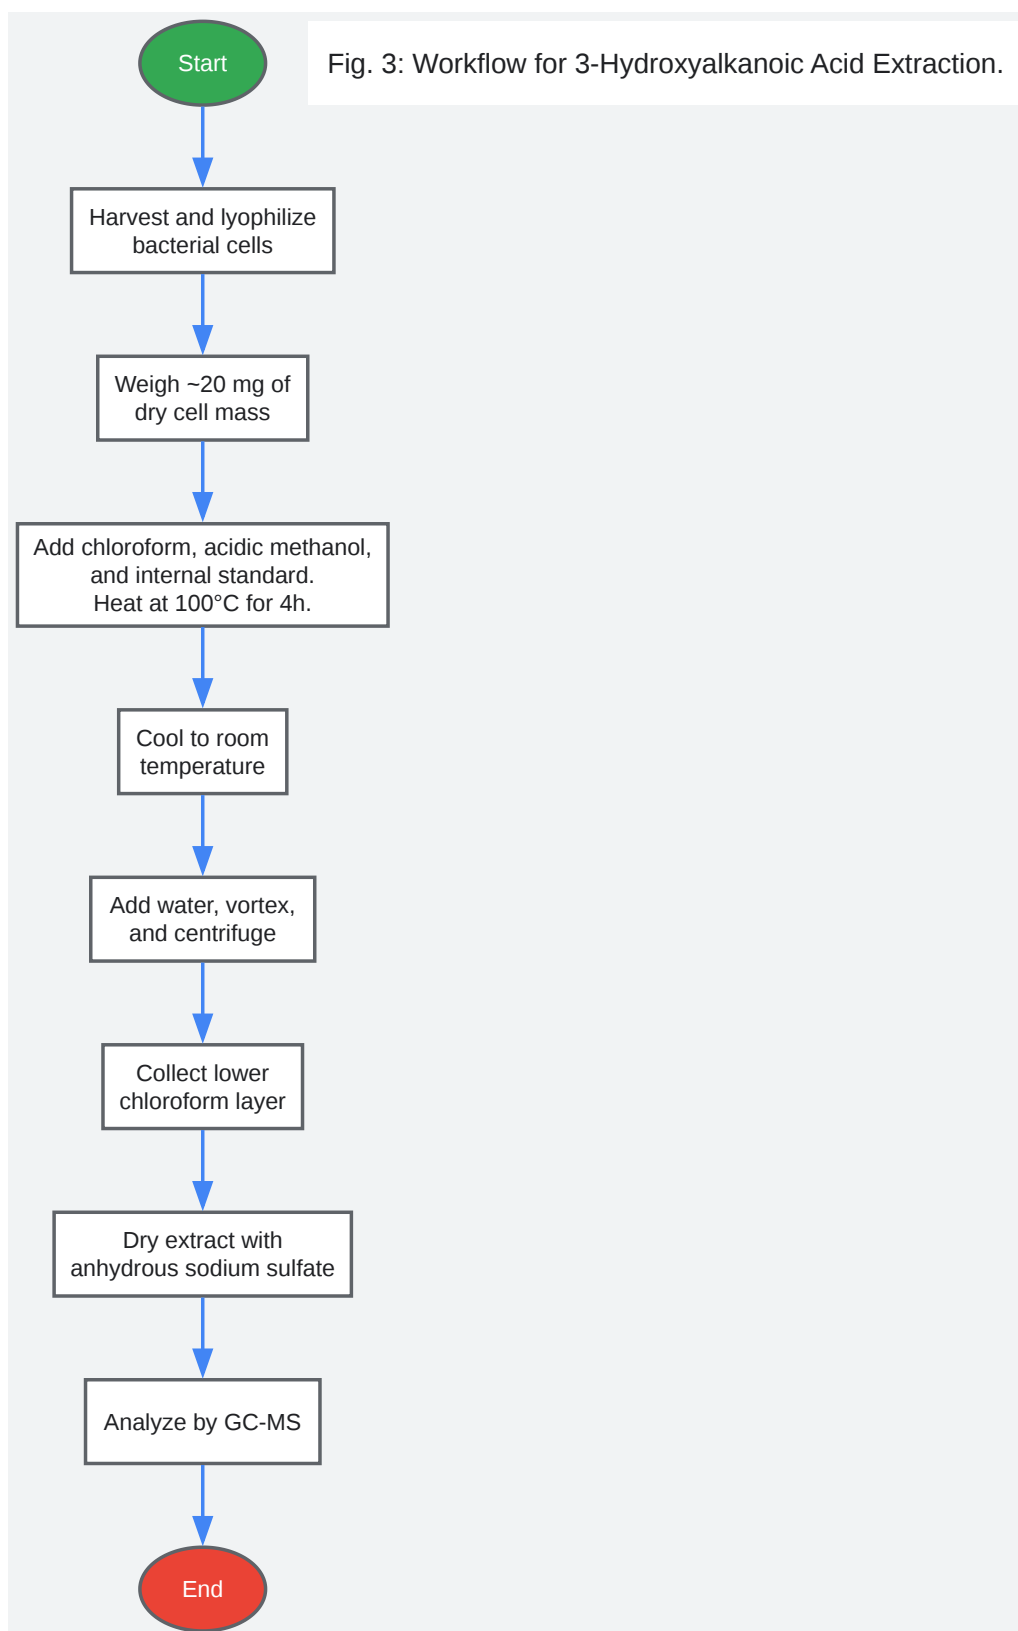 Start
Fig. 3: Workflow for 3-Hydroxyalkanoic Acid Extraction.
Harvest and lyophilize
bacterial cells
Weigh ~20 mg of
dry cell mass
Add chloroform, acidic methanol,
and internal standard.
Heat at 100°C for 4h.
Cool to room
temperature
Add water, vortex,
and centrifuge
Collect lower
chloroform layer
Dry extract with
anhydrous sodium sulfate
Analyze by GC-MS
End